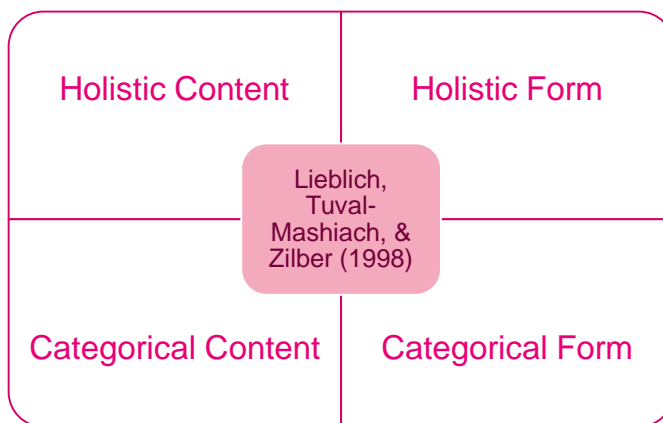 Holistic Content
Holistic Form
Lieblich,
Tuval-
Mashiach, &
Zilber (1998)
Categorical Content
Categorical Form